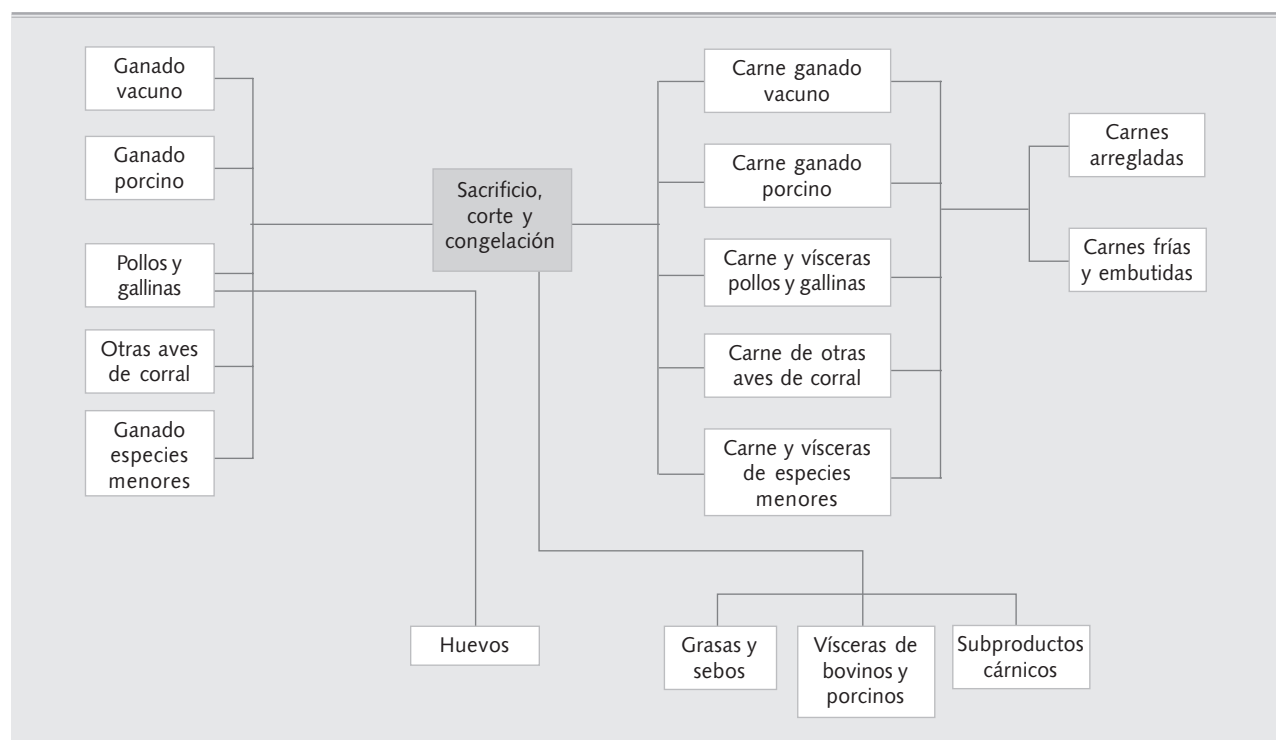 Ganado
vacuno
Ganado
porcino
Pollos y
gallinas
Otras aves
de corral
Ganado
especies
menores
Sacrificio,
corte y
congelación
Carne ganado
vacuno
Carne ganado
porcino
Carne y vísceras
pollos y gallinas
Carne de otras
aves de corral
Carne y vísceras
de especies
menores
Carnes
arregladas
Carnes frías
y embutidas
Huevos
Grasas y
sebos
Vísceras de
bovinos y
porcinos
Subproductos
cárnicos